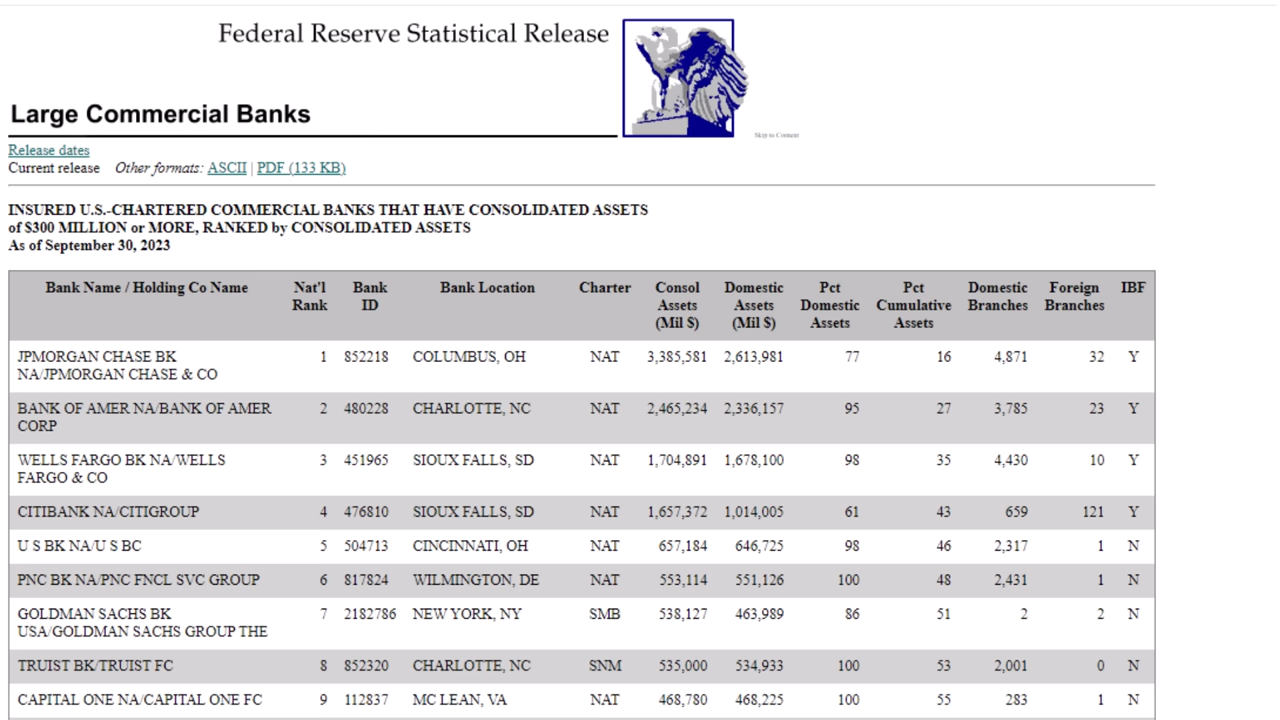 Federal Reserve Statistical Release
Large Commercial Banks
Skip to Content
Release dates
Current release Other formats: ASCII | PDF (133 KB)
INSURED U.S.-CHARTERED COMMERCIAL BANKS THAT HAVE CONSOLIDATED ASSETS
of $300 MILLION or MORE, RANKED by CONSOLIDATED ASSETS
As of September 30, 2023
Bank Name / Holding Co Name Nat'l Rank Bank ID Bank Location Charter Consol Assets (Mil $) Domestic Assets (Mil $) Pct Domestic Assets Pct Cumulative Assets Domestic Branches Foreign Branches IBF
JPMORGAN CHASE BK 1 852218 COLUMBUS, OH NAT 3,385,581 2,613,981 77 16 4,871 32 Y
NA/JPMORGAN CHASE & CO
BANK OF AMER NA/BANK OF AMER 2 480228 CHARLOTTE, NC NAT 2,465,234 2,336,157 95 27 3,785 23 Y
CORP
WELLS FARGO BK NA/WELLS 3 451965 SIOUX FALLS, SD NAT 1,704,891 1,678,100 98 35 4,430 10 Y
FARGO & CO
CITIBANK NA/CITIGROUP 4 476810 SIOUX FALLS, SD NAT 1,657,372 1,014,005 61 43 659 121 Y
U S BK NA/U S BC 5 504713 CINCINNATI, OH NAT 657,184 646,725 98 46 2,317 1 N
PNC BK NA/PNC FNCL SVC GROUP 6 817824 WILMINGTON, DE NAT 553,114 551,126 100 48 2,431 1 N
GOLDMAN SACHS BK 7 2182786 NEW YORK, NY SMB 538,127 463,989 86 51 2 2 N
USA/GOLDMAN SACHS GROUP THE
TRUIST BK/TRUIST FC 8 852320 CHARLOTTE, NC SNM 535,000 534,933 100 53 2,001 0 N
CAPITAL ONE NA/CAPITAL ONE FC 9 112837 MC LEAN, VA NAT 468,780 468,225 100 55 283 1 N